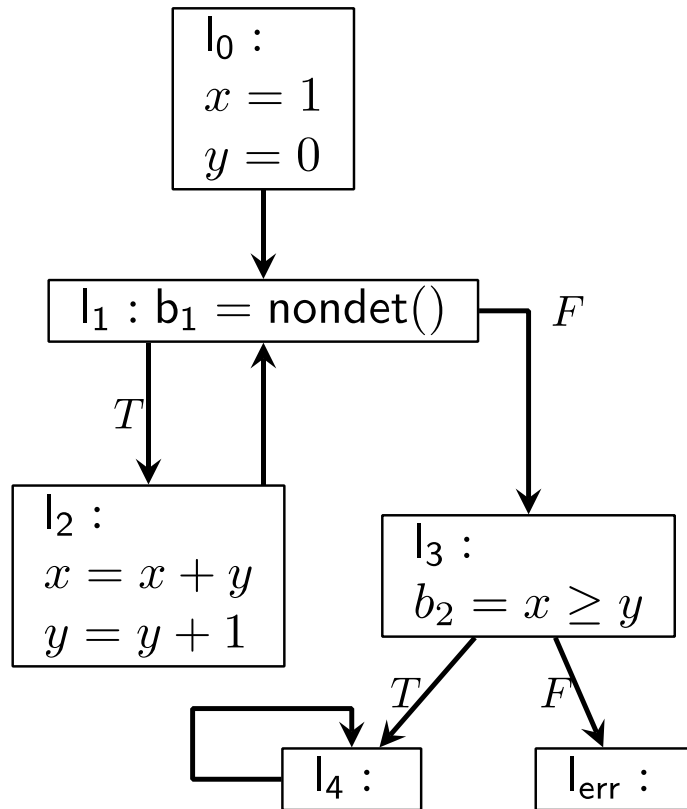 l₀ :
x = 1
y = 0
l₁ : b₁ = nondet()
F
T
l₂ :
x = x + y
y = y + 1
l₃ :
b₂ = x ≥ y
T
F
l₄ :
l_err :